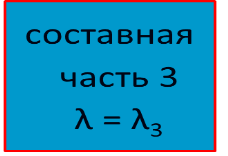 составная
часть 3
λ = λ₃